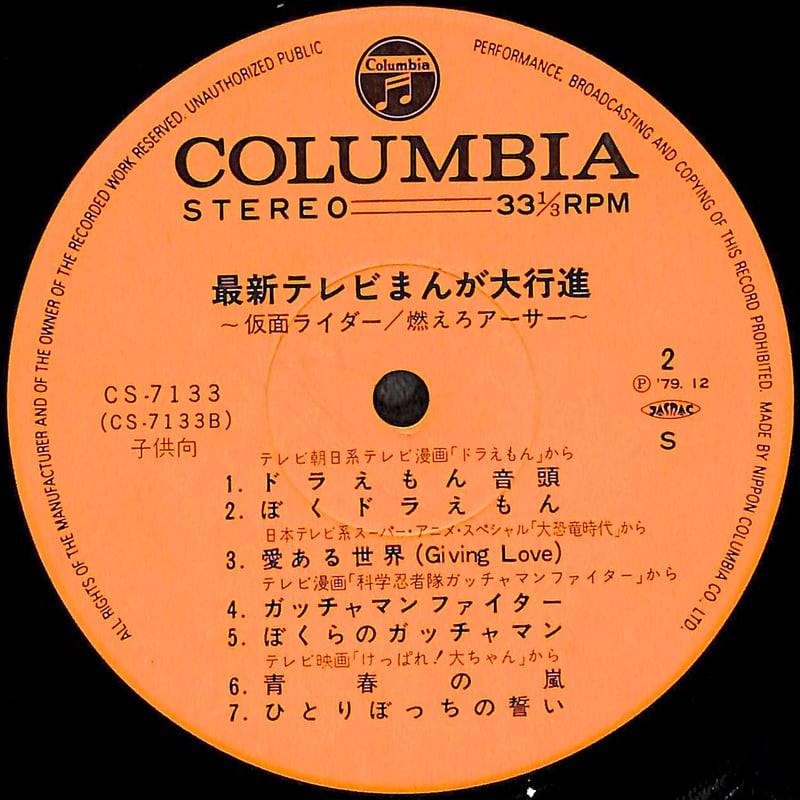 ALL RIGHTS OF THE MANUFACTURER AND OF THE OWNER OF THE RECORDED WORK RESERVED. UNAUTHORIZED PUBLIC PERFORMANCE, BROADCASTING AND COPYING OF THIS RECORD PROHIBITED. MADE BY NIPPON COLUMBIA CO. LTD.
Columbia
COLUMBIA
STEREO 33⅓RPM
最新テレビまんが大行進
〜仮面ライダー/燃えろアーサー〜
CS-7133
(CS-7133B)
子供向
2
Ⓟ '79. 12
JASRAC
S
テレビ朝日系テレビ漫画「ドラえもん」から
1. ドラえもん音頭
2. ぼくドラえもん
日本テレビ系スーパー・アニメ・スペシャル「大恐竜時代」から
3. 愛ある世界 (Giving Love)
テレビ漫画「科学忍者隊ガッチャマンファイター」から
4. ガッチャマンファイター
5. ぼくらのガッチャマン
テレビ映画「けっぱれ!大ちゃん」から
6. 青春の嵐
7. ひとりぼっちの誓い